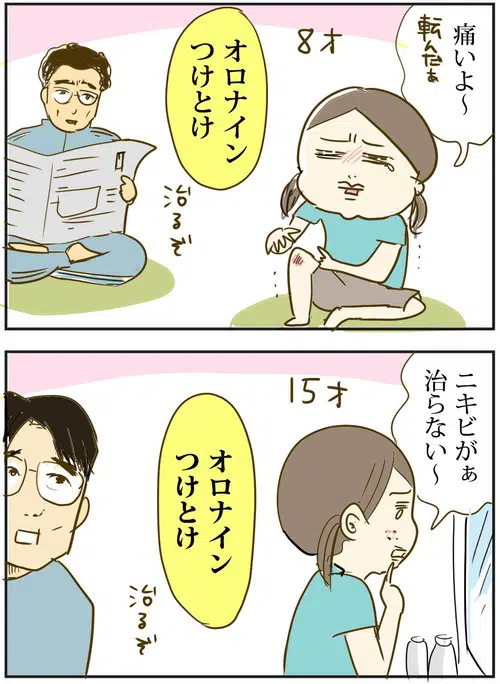 痛いよ〜
転んだぁ
8才
オロナイン
つけとけ
治るぞ
ニキビがぁ
治らない〜
15才
オロナイン
つけとけ
治るぞ